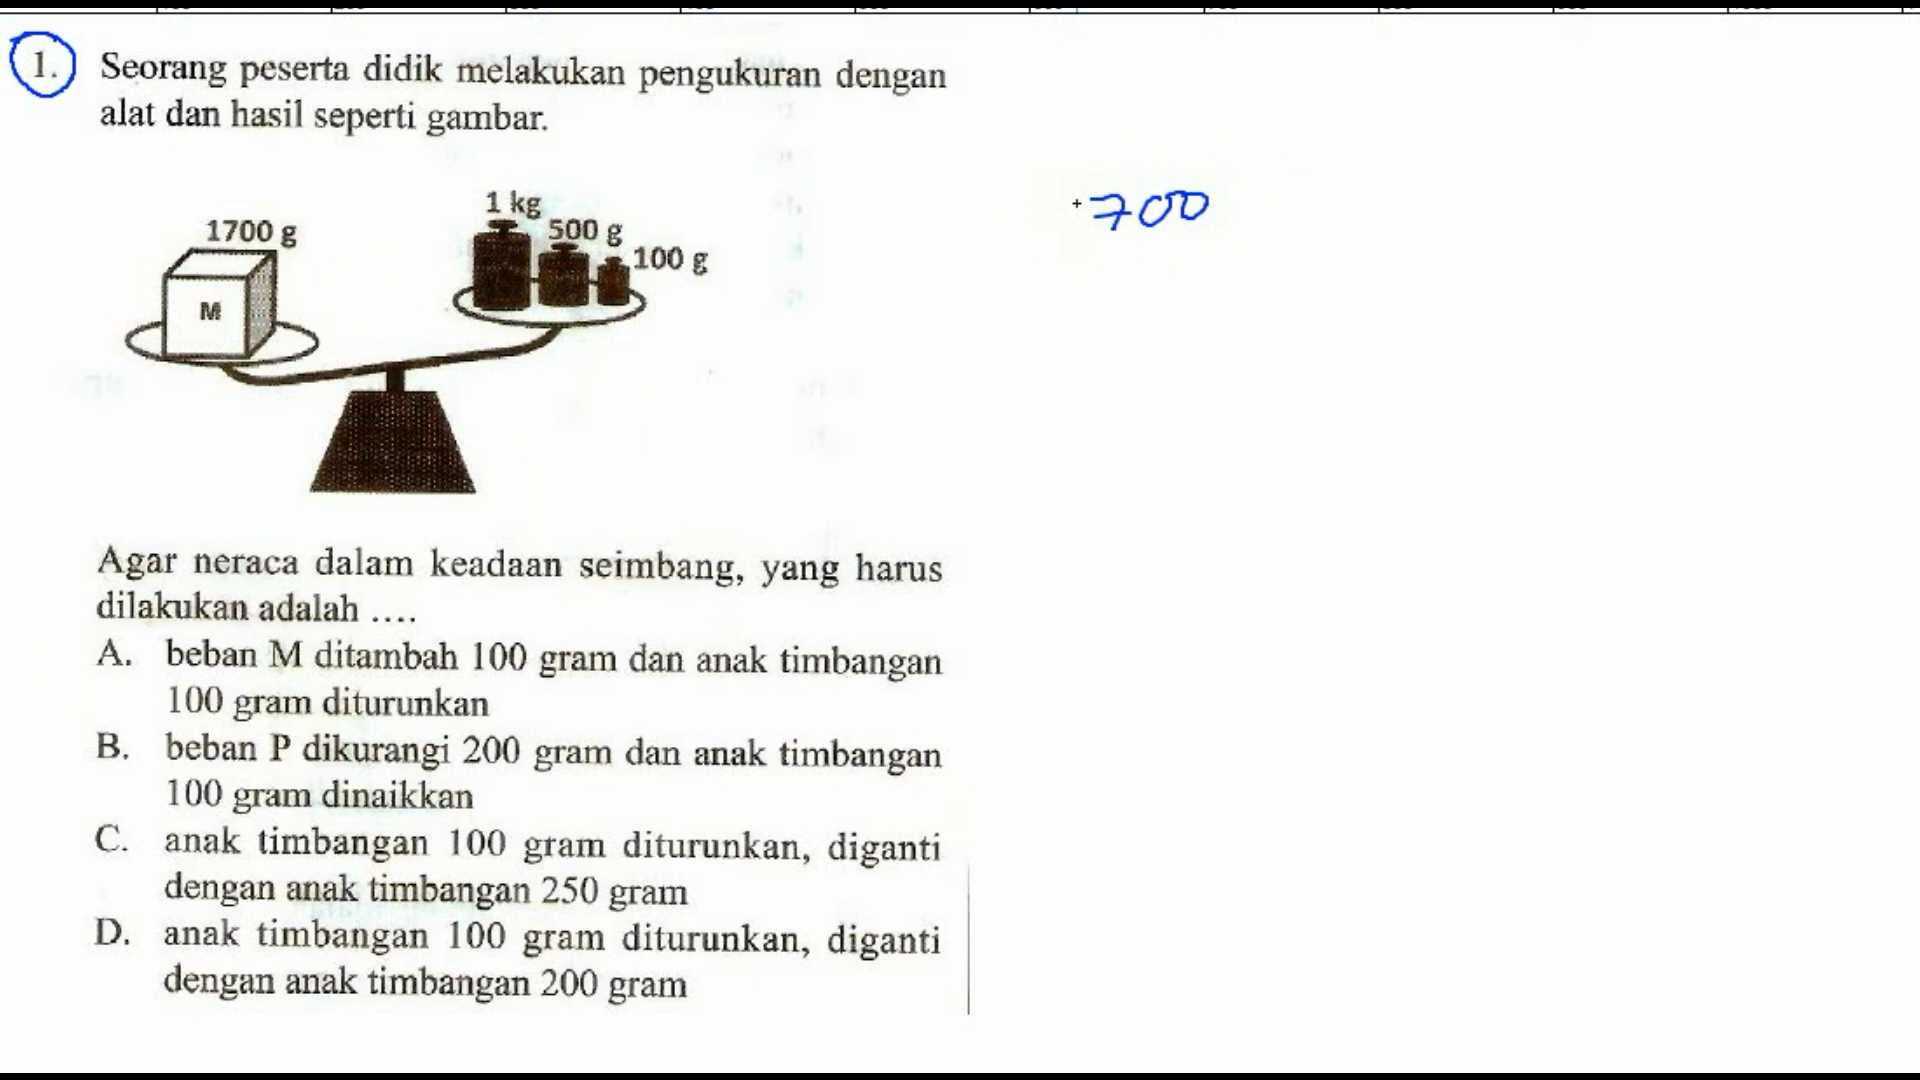 1. Seorang peserta didik melakukan pengukuran dengan
alat dan hasil seperti gambar.
1 kg
1700 g
500 g
100 g
M
700
Agar neraca dalam keadaan seimbang, yang harus
dilakukan adalah ....
A. beban M ditambah 100 gram dan anak timbangan
100 gram diturunkan
B. beban P dikurangi 200 gram dan anak timbangan
100 gram dinaikkan
C. anak timbangan 100 gram diturunkan, diganti
dengan anak timbangan 250 gram
D. anak timbangan 100 gram diturunkan, diganti
dengan anak timbangan 200 gram